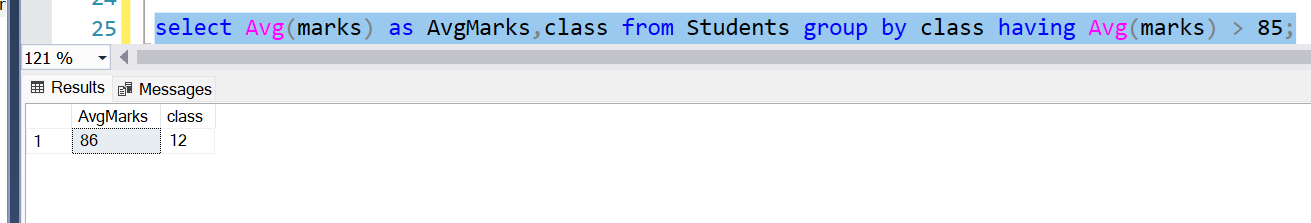 r
24
25 select Avg(marks) as AvgMarks,class from Students group by class having Avg(marks) > 85;
121 %
Results Messages
AvgMarks class
1 86 12